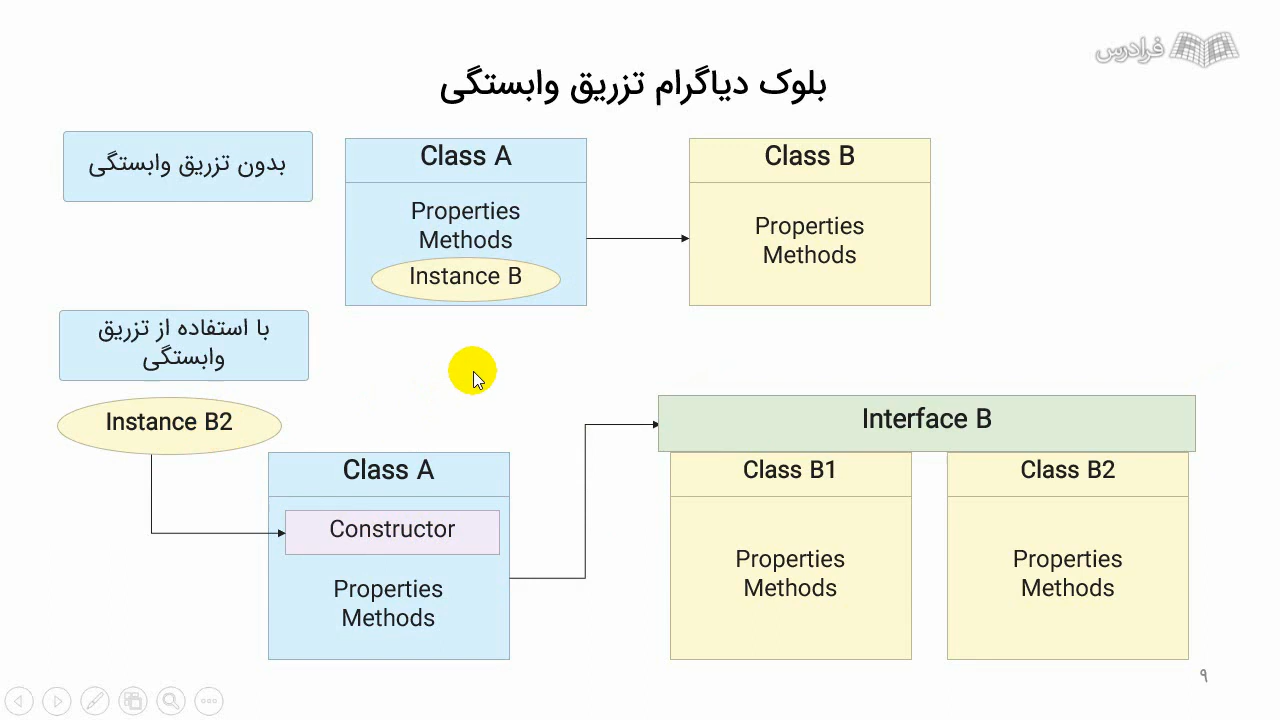 فرادرس
بلوک دیاگرام تزریق وابستگی
بدون تزریق وابستگی
Class A
Properties
Methods
Instance B
Class B
Properties
Methods
با استفاده از تزریق
وابستگی
Instance B2
Class A
Constructor
Properties
Methods
Interface B
Class B1
Properties
Methods
Class B2
Properties
Methods
۹